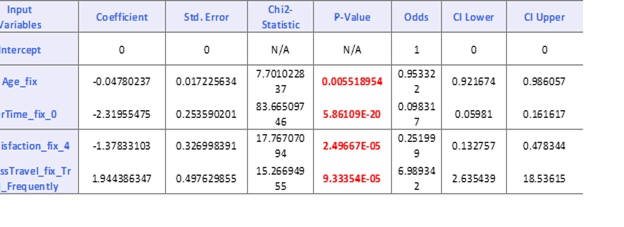 Input Variables Coefficient Std. Error Chi2-Statistic P-Value Odds CI Lower CI Upper
Intercept 0 0 N/A N/A 1 0 0
Age_fix -0.04780237 0.017225634 7.701022837 0.005518954 0.953322 0.921674 0.986057
rTime_fix_0 -2.31955475 0.253590201 83.66509746 5.86109E-20 0.098317 0.05981 0.161617
isfaction_fix_4 -1.37833103 0.326998391 17.76707094 2.49667E-05 0.251999 0.132757 0.478344
ssTravel_fix_Tr l_Frequently 1.944386347 0.497629855 15.26694955 9.33354E-05 6.989342 2.635439 18.53615